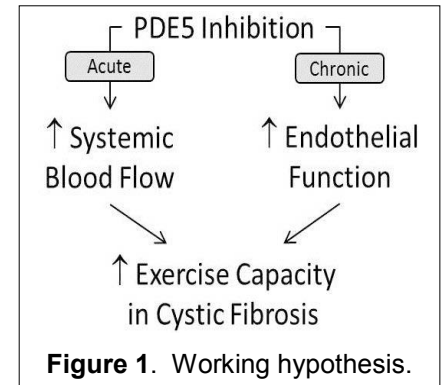 PDE5 Inhibition
Acute
Chronic
↑ Systemic
Blood Flow
↑ Endothelial
Function
↑ Exercise Capacity
in Cystic Fibrosis
Figure 1. Working hypothesis.